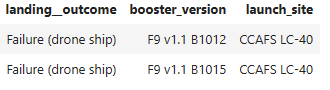 landing__outcome booster_version launch_site
Failure (drone ship) F9 v1.1 B1012 CCAFS LC-40
Failure (drone ship) F9 v1.1 B1015 CCAFS LC-40